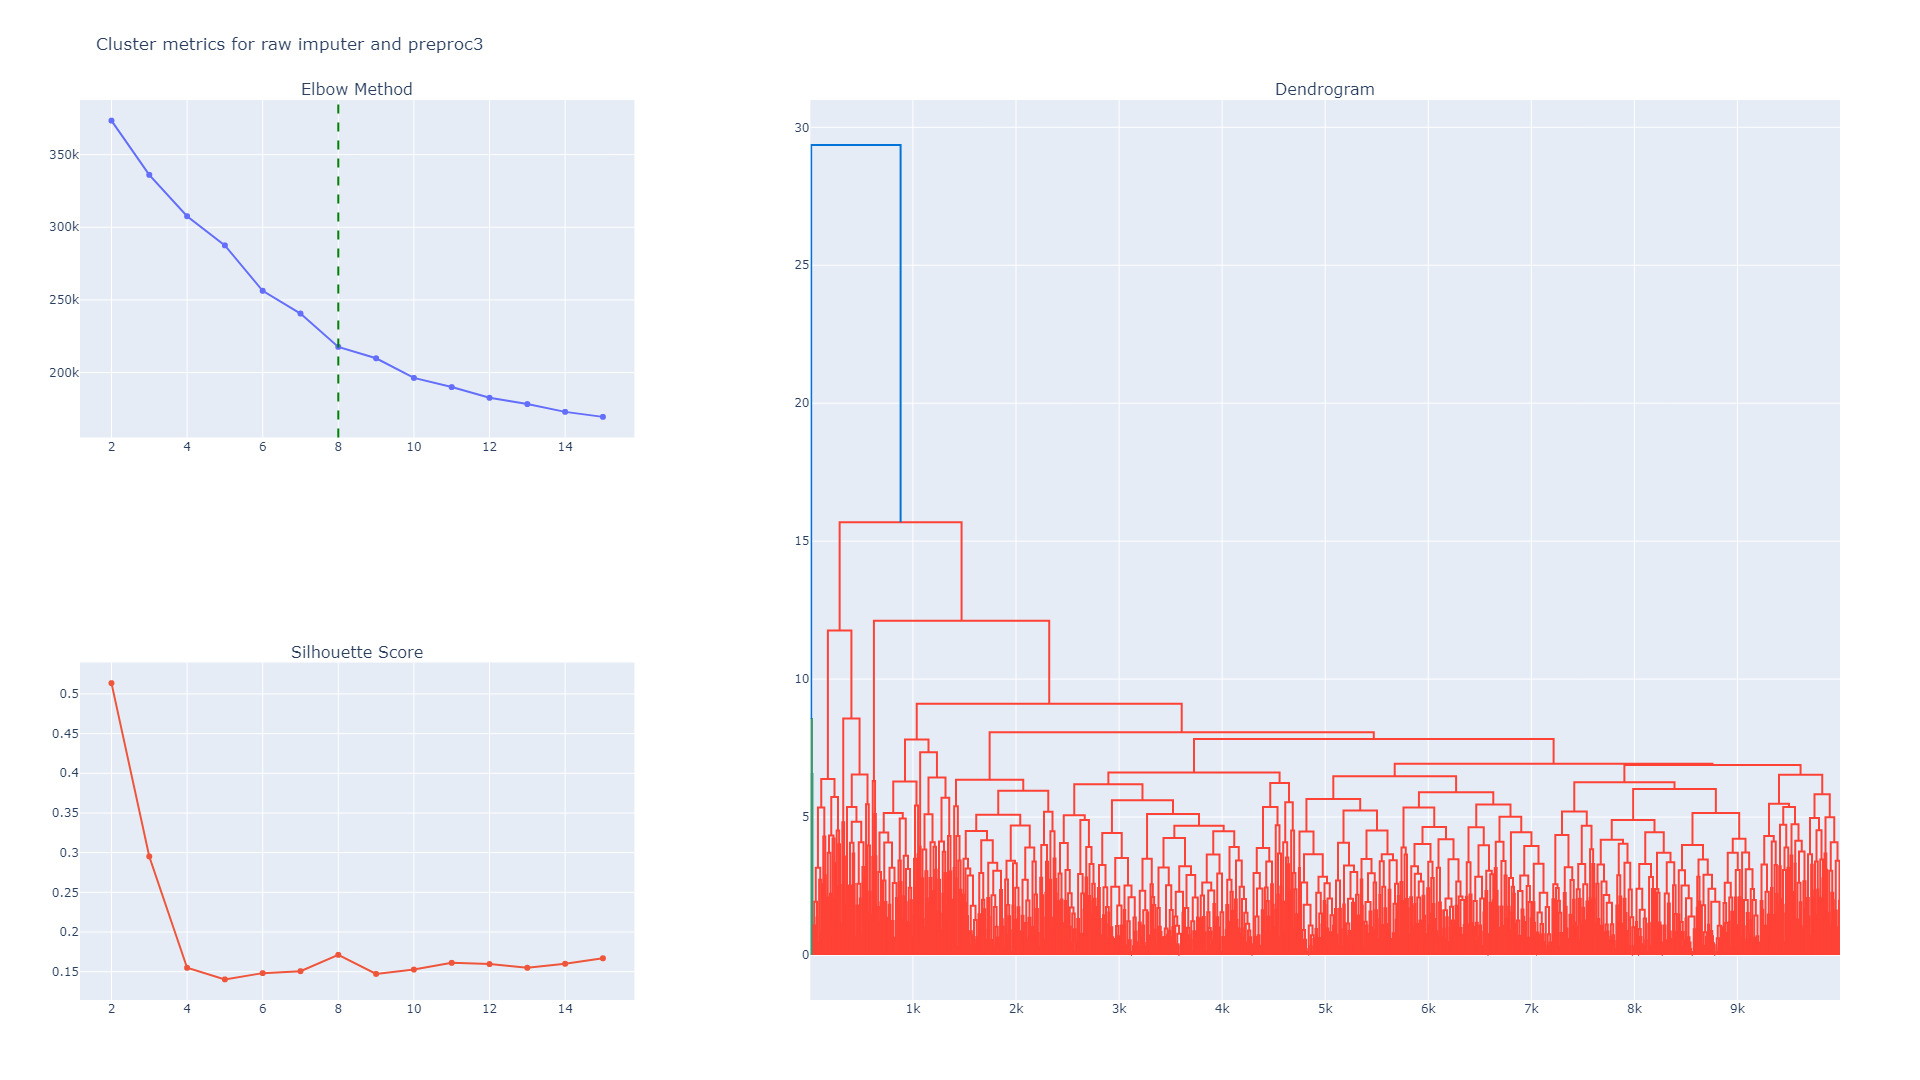 Cluster metrics for raw imputer and preproc3
Elbow Method
350k
300k
250k
200k
2 4 6 8 10 12 14
Silhouette Score
0.5
0.45
0.4
0.35
0.3
0.25
0.2
0.15
2 4 6 8 10 12 14
Dendrogram
30
25
20
15
10
5
0
1k 2k 3k 4k 5k 6k 7k 8k 9k